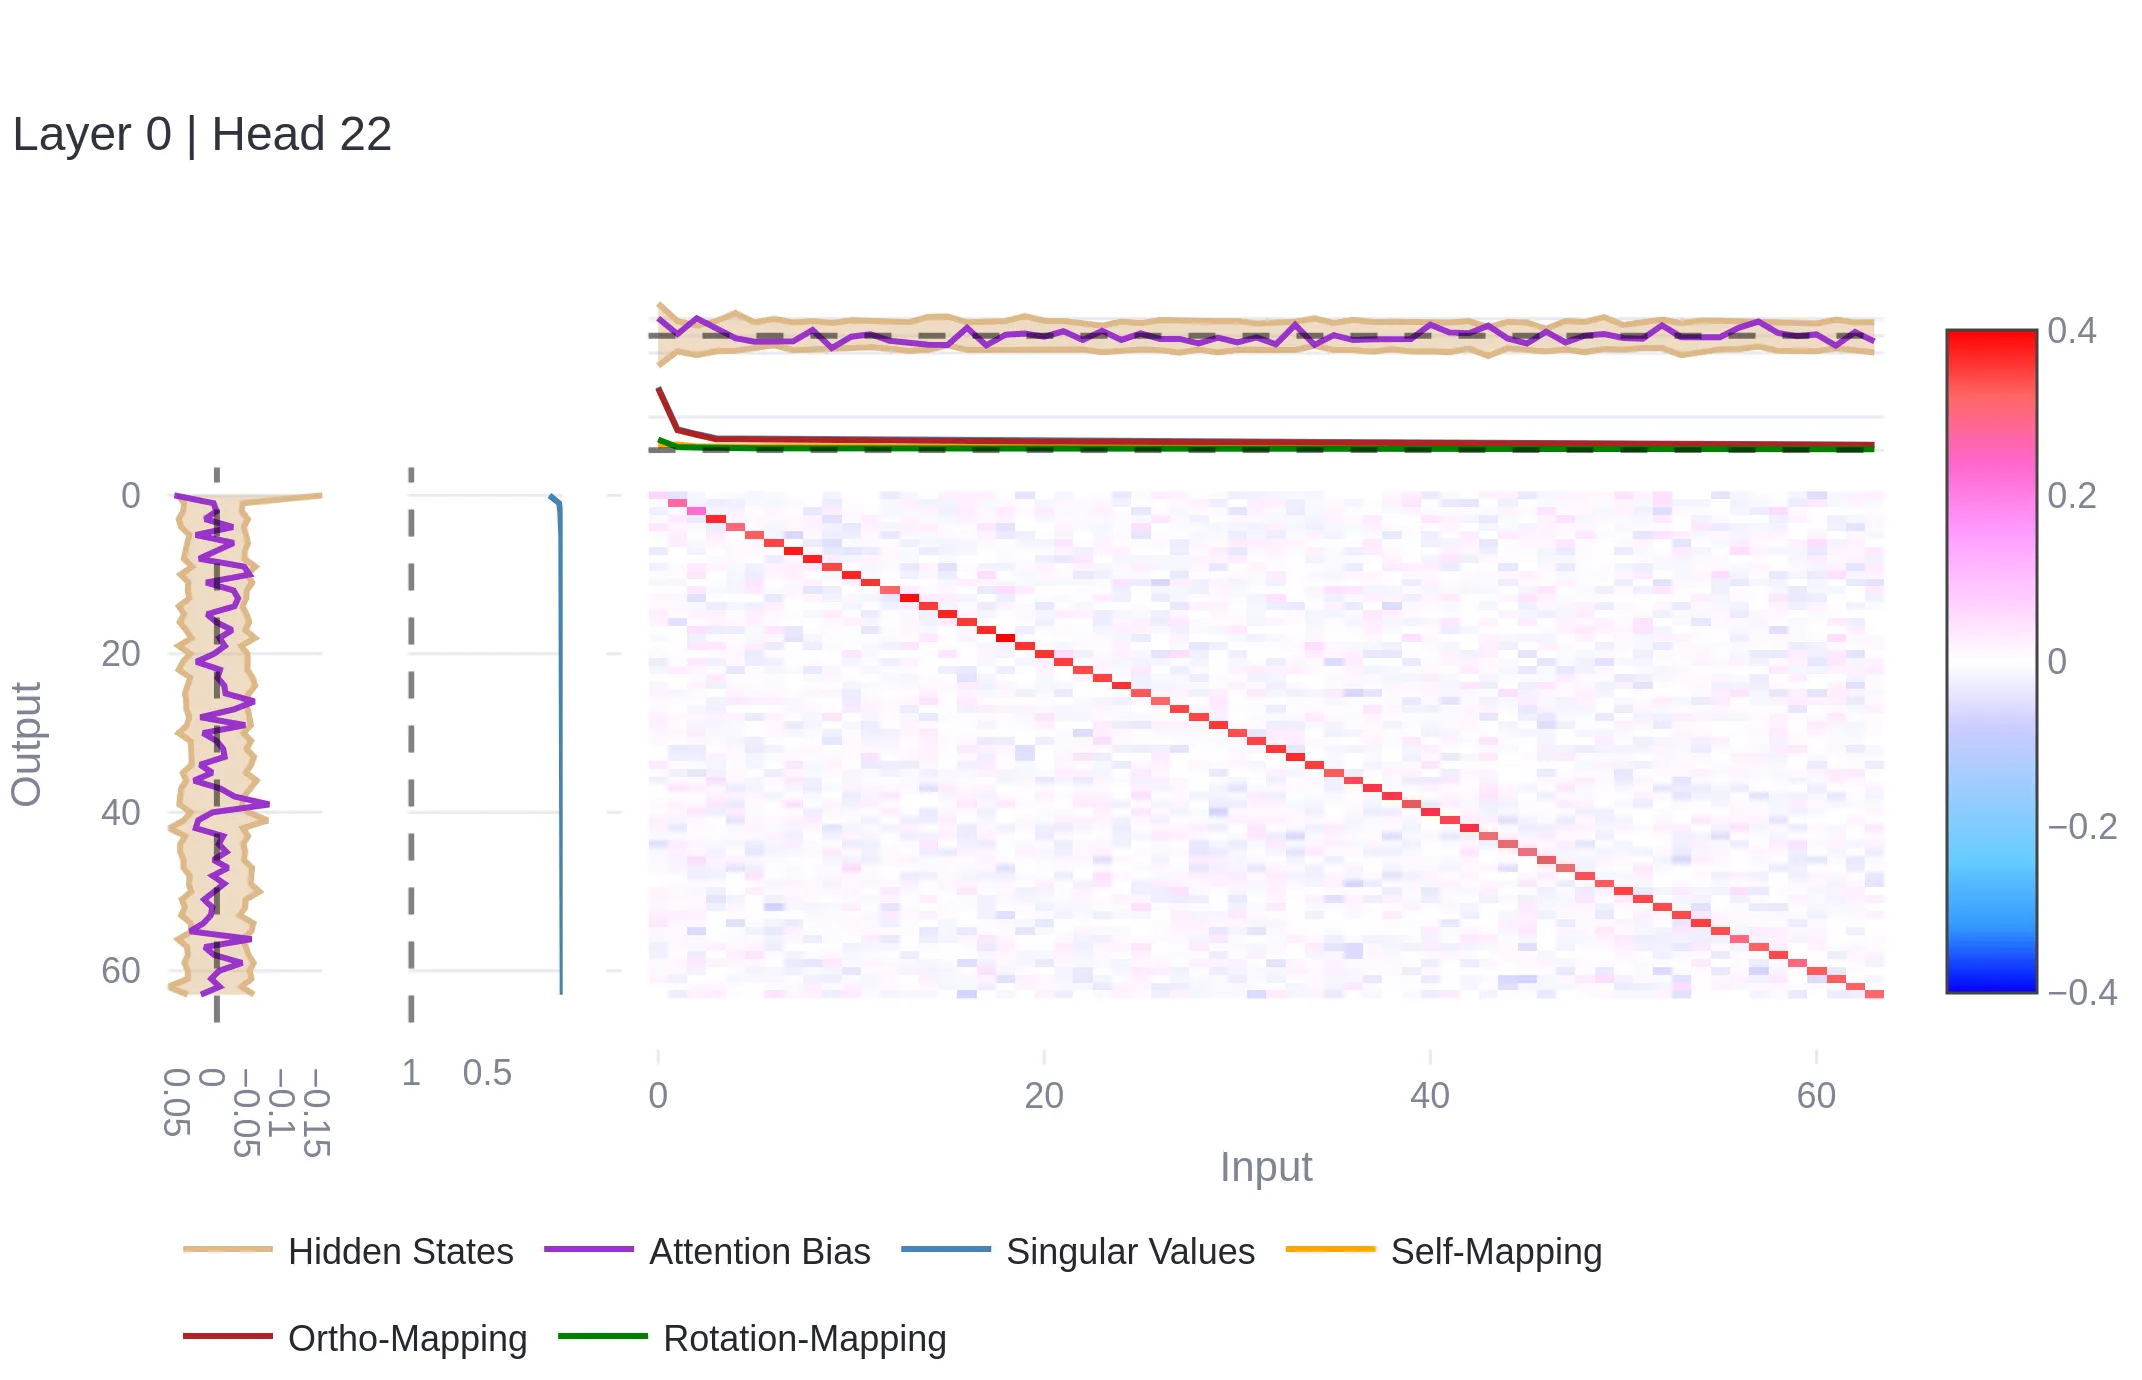 Layer 0 | Head 22
0.4
0.2
0
−0.2
−0.4
Output
0
20
40
60
0.05
0
−0.05
−0.1
−0.15
1
0.5
0
20
40
60
Input
Hidden States
Attention Bias
Singular Values
Self-Mapping
Ortho-Mapping
Rotation-Mapping